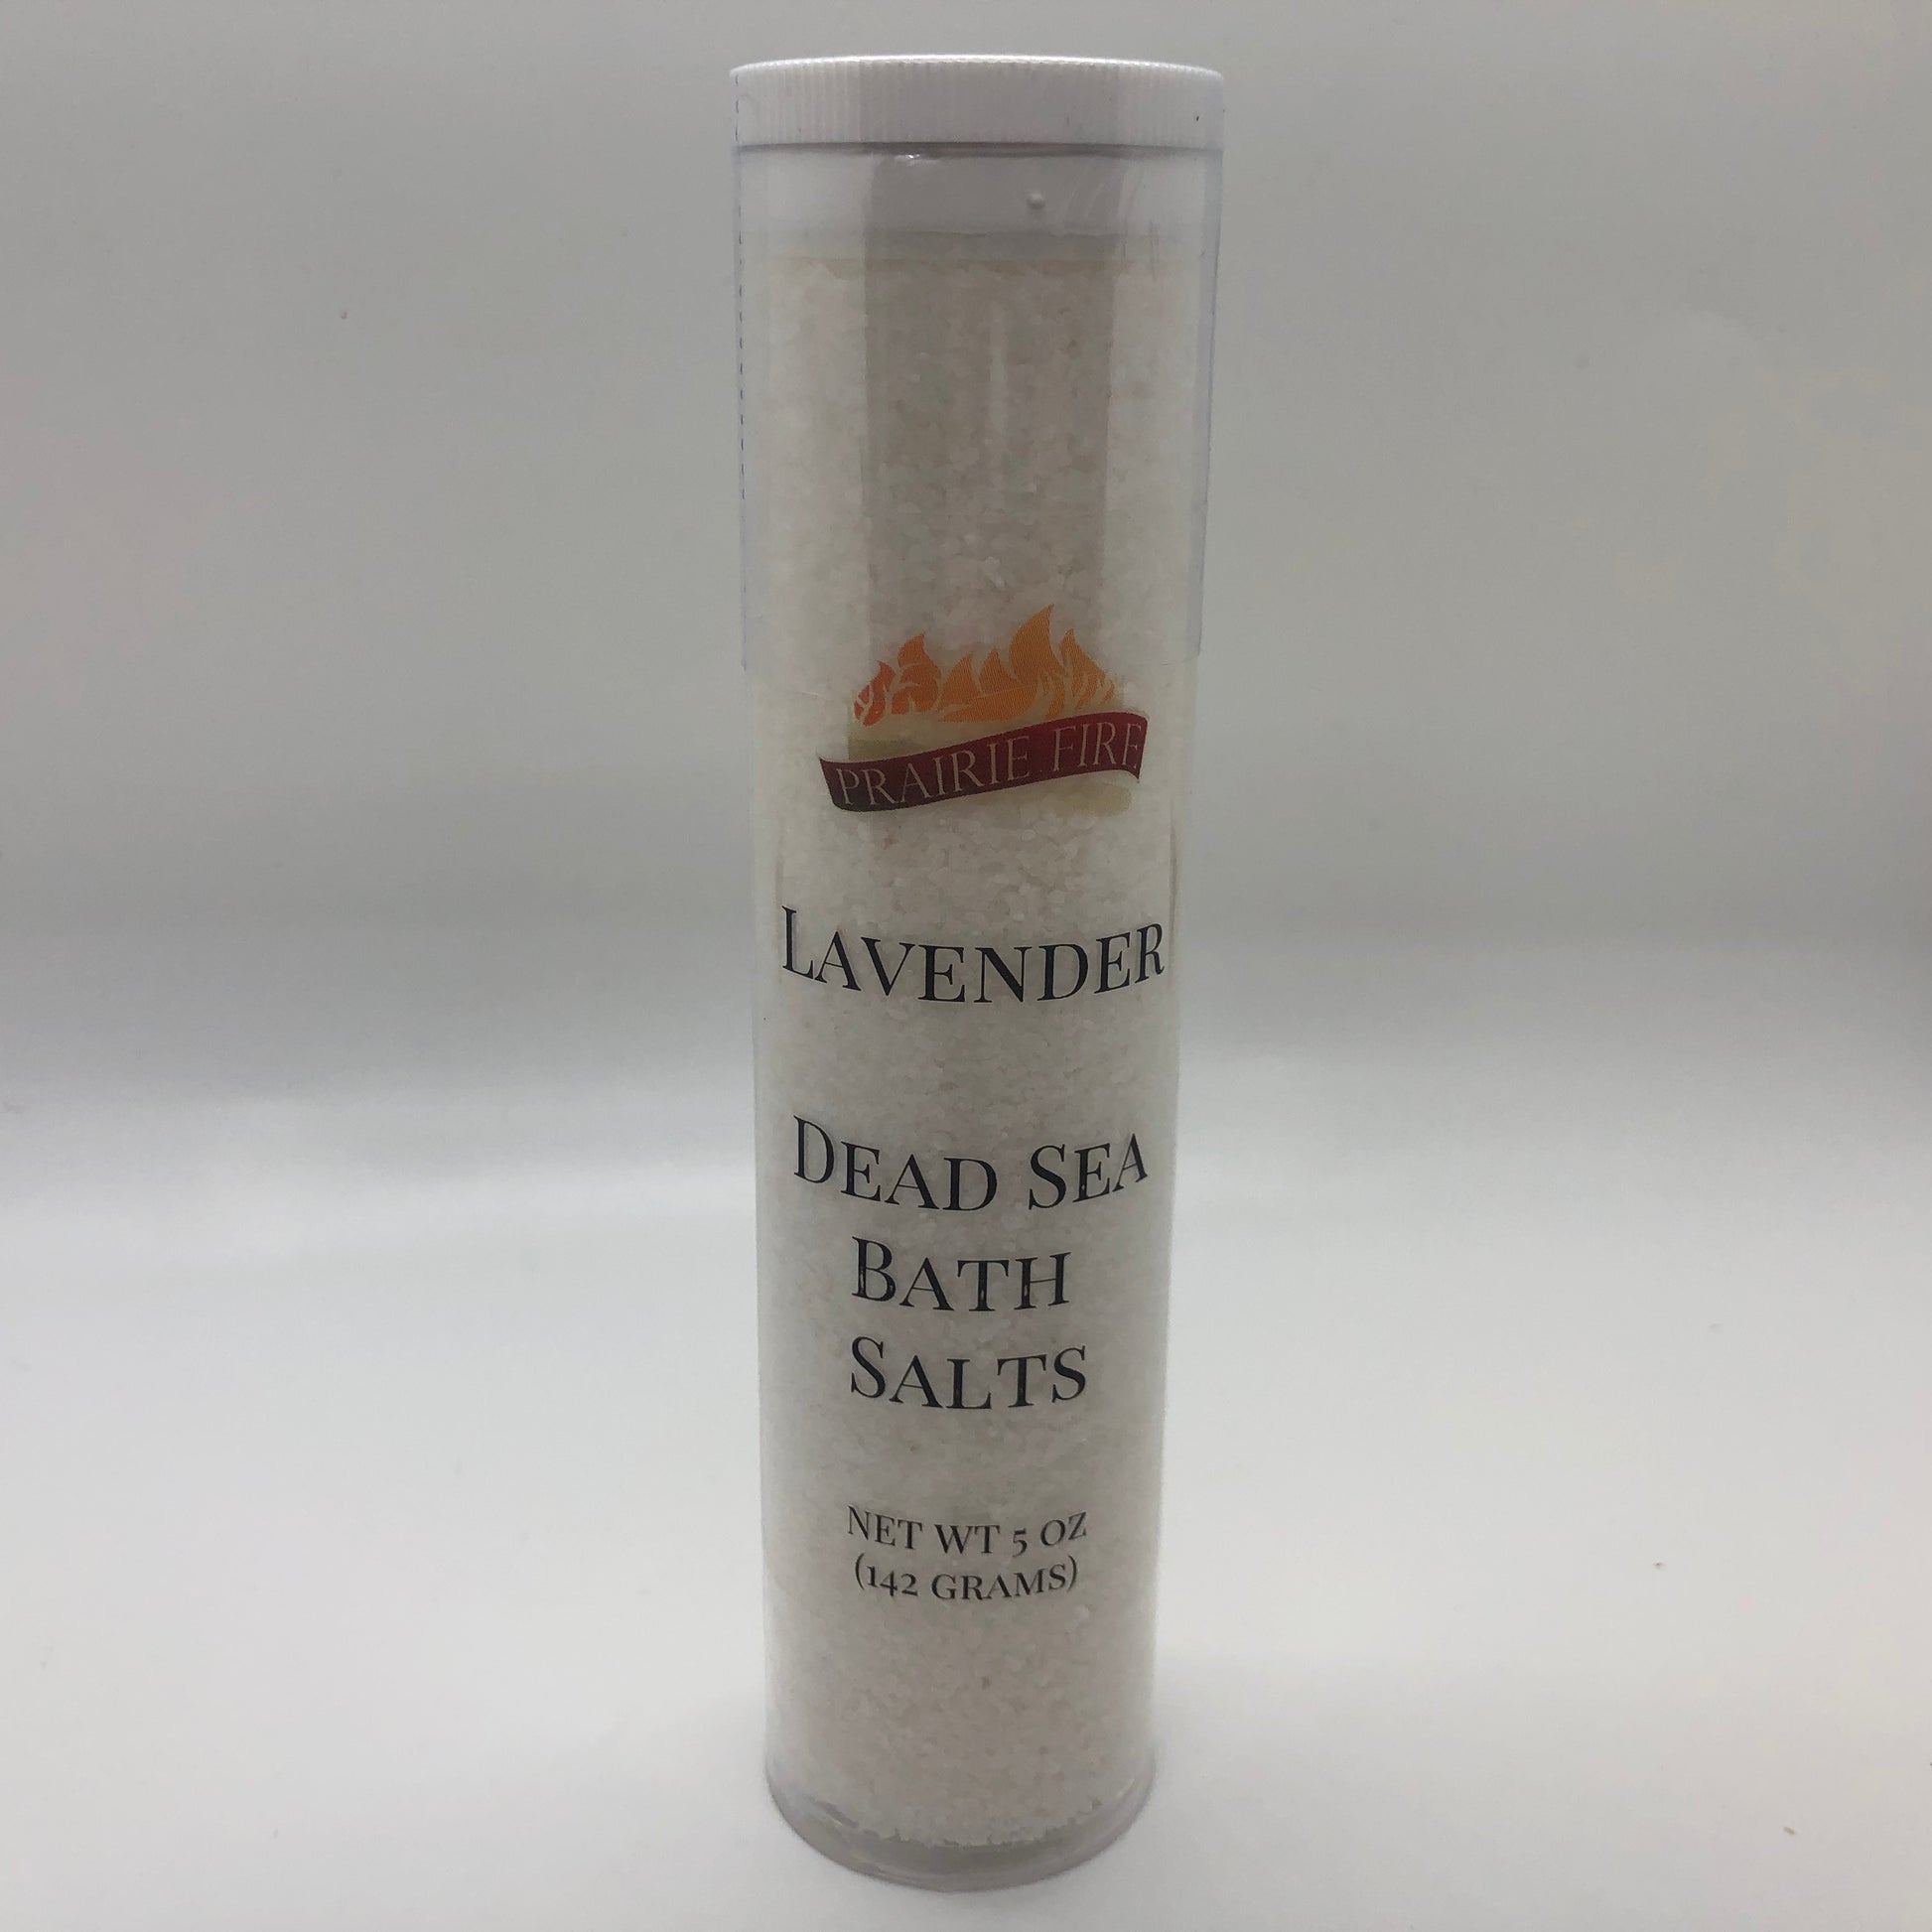 PRAIRIE FIRE
LAVENDER
DEAD SEA
BATH
SALTS
NET WT 5 OZ
(142 GRAMS)